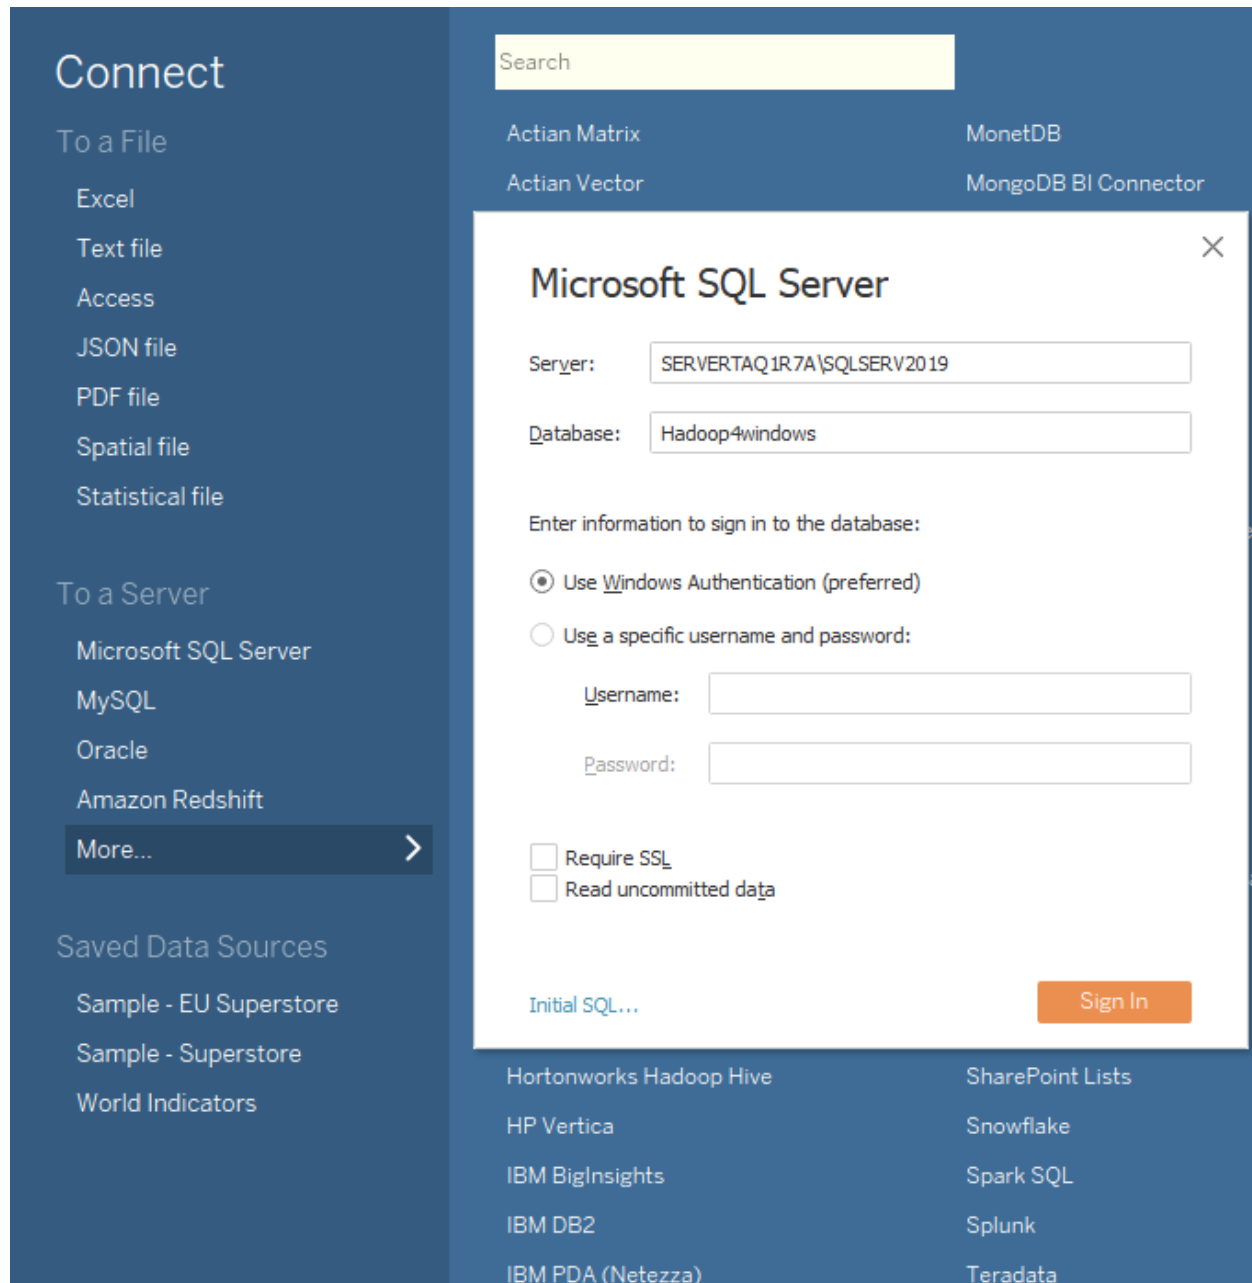 Connect
To a File
Excel
Text file
Access
JSON file
PDF file
Spatial file
Statistical file
To a Server
Microsoft SQL Server
MySQL
Oracle
Amazon Redshift
More...
Saved Data Sources
Sample - EU Superstore
Sample - Superstore
World Indicators
Search
Actian Matrix
MonetDB
Actian Vector
MongoDB BI Connector
Microsoft SQL Server
Server: SERVERTAQ1R7A\SQLSERV2019
Database: Hadoop4windows
Enter information to sign in to the database:
Use Windows Authentication (preferred)
Use a specific username and password:
Username:
Password:
Require SSL
Read uncommitted data
Initial SQL...
Sign In
Hortonworks Hadoop Hive
SharePoint Lists
HP Vertica
Snowflake
IBM BigInsights
Spark SQL
IBM DB2
Splunk
IBM PDA (Netezza)
Teradata